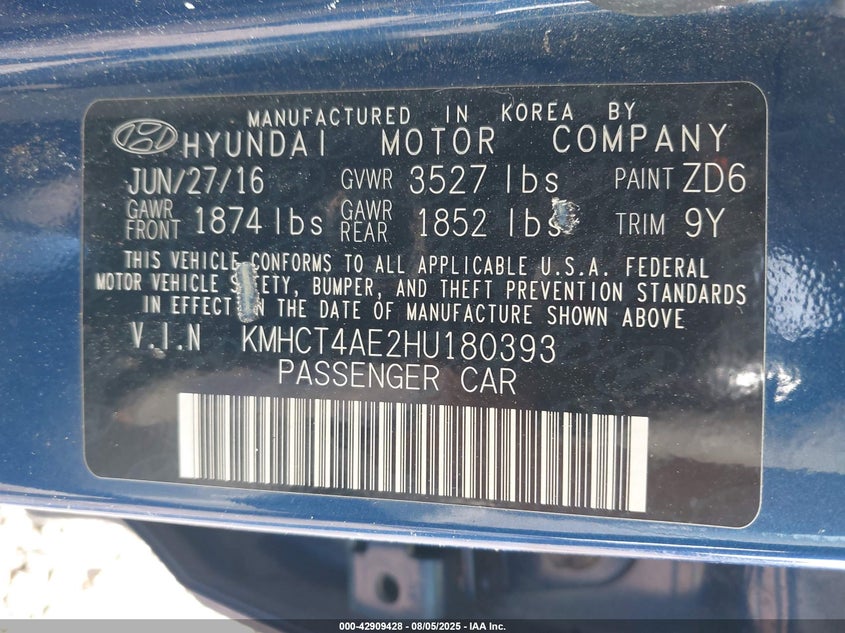 MANUFACTURED IN KOREA BY
HYUNDAI MOTOR COMPANY
JUN/27/16 GVWR 3527 lbs PAINT ZD6
GAWR FRONT 1874 lbs GAWR REAR 1852 lbs TRIM 9Y
THIS VEHICLE CONFORMS TO ALL APPLICABLE U.S.A. FEDERAL
MOTOR VEHICLE SAFETY, BUMPER, AND THEFT PREVENTION STANDARDS
IN EFFECT ON THE DATE OF MANUFACTURE SHOWN ABOVE
V.I.N KMHCT4AE2HU180393
PASSENGER CAR
000-42909428 - 08/05/2025 - IAA Inc.